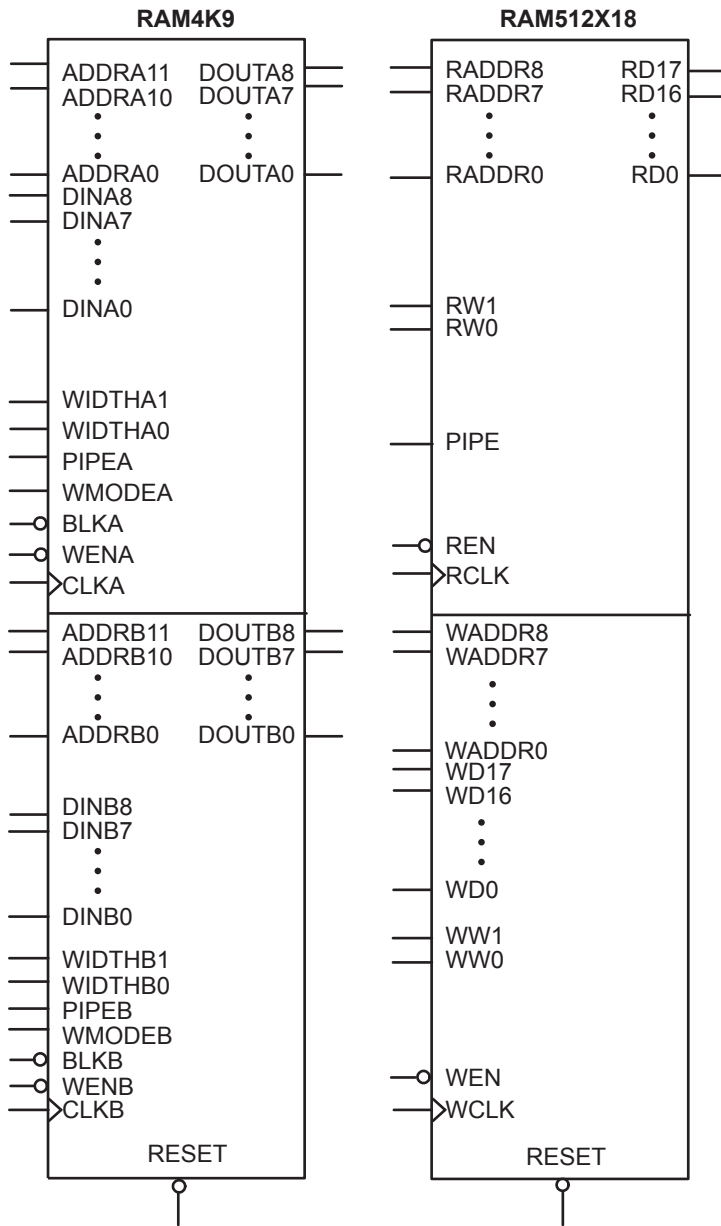 RAM4K9
ADDRA11 DOUTA8
ADDRA10 DOUTA7
ADDRA0 DOUTA0
DINA8
DINA7
DINA0
WIDTHA1
WIDTHA0
PIPEA
WMODEA
BLKA
WENA
CLKA
ADDRB11 DOUTB8
ADDRB10 DOUTB7
ADDRB0 DOUTB0
DINB8
DINB7
DINB0
WIDTHB1
WIDTHB0
PIPEB
WMODEB
BLKB
WENB
CLKB
RESET
RAM512X18
RADDR8 RD17
RADDR7 RD16
RADDR0 RD0
RW1
RW0
PIPE
REN
RCLK
WADDR8
WADDR7
WADDR0
WD17
WD16
WD0
WW1
WW0
WEN
WCLK
RESET